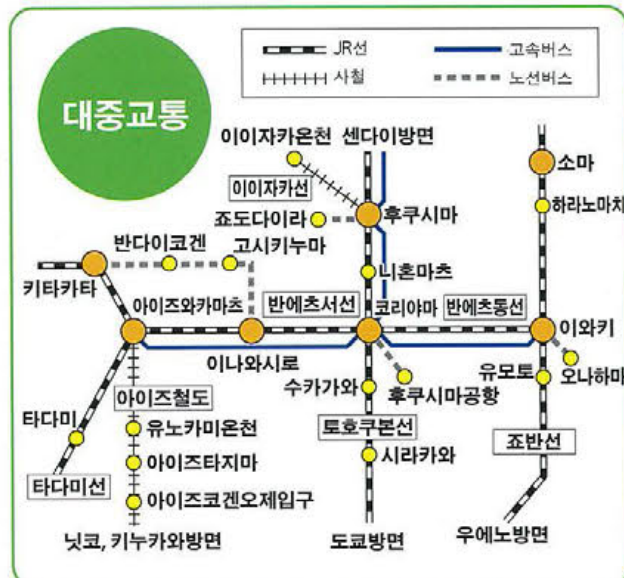 대중교통
JR선
고속버스
사철
노선버스
이이자카온천
센다이방면
이이자카선
소마
죠도다이라
후쿠시마
하라노마치
반다이코겐
고시키누마
니혼마츠
키타카타
아이즈와카마츠
반에츠서선
코리야마
반에츠동선
이와키
이나와시로
수카가와
후쿠시마공항
유모토
오나하마
아이즈철도
타다미
유노카미온천
토호쿠본선
죠반선
아이즈타지마
시라카와
타다미선
아이즈코겐오제입구
닛코, 키누카와방면
도쿄방면
우에노방면